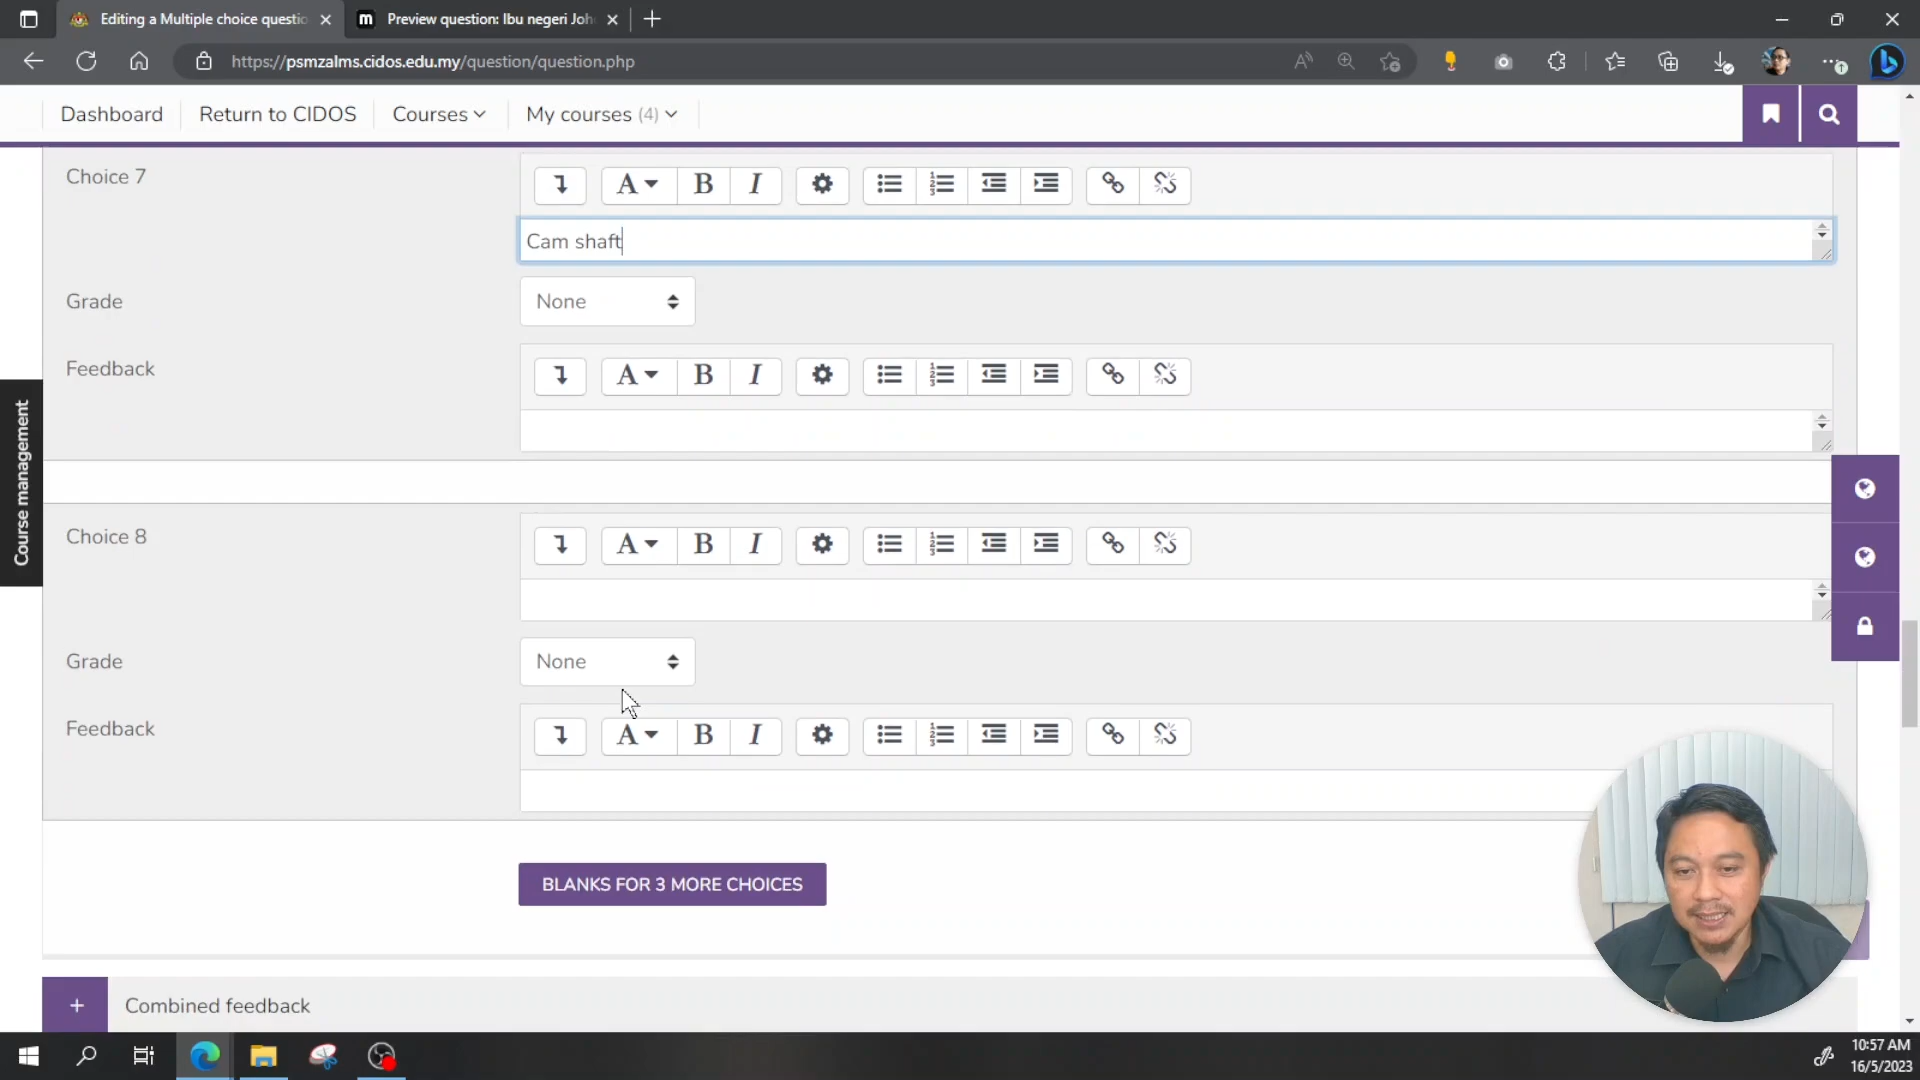 Editing a Multiple choice questio
Preview question: Ibu negeri Joh
https://psmzalms.cidos.edu.my/question/question.php
Dashboard
Return to CIDOS
Courses
My courses (4)
Choice 7
A
B
I
Cam shaft
Grade
None
Feedback
A
B
I
Course management
Choice 8
A
B
I
Grade
None
Feedback
A
B
I
BLANKS FOR 3 MORE CHOICES
+ Combined feedback
10:57 AM
16/5/2023